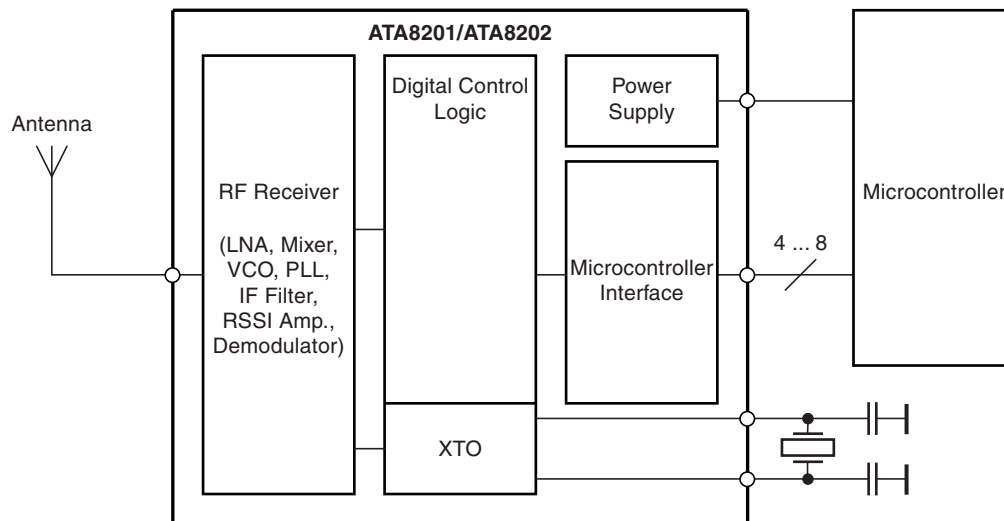 ATA8201/ATA8202
Antenna
RF Receiver
(LNA, Mixer,
VCO, PLL,
IF Filter,
RSSI Amp.,
Demodulator)
Digital Control
Logic
XTO
Power
Supply
Microcontroller
Interface
4 ... 8
Microcontroller